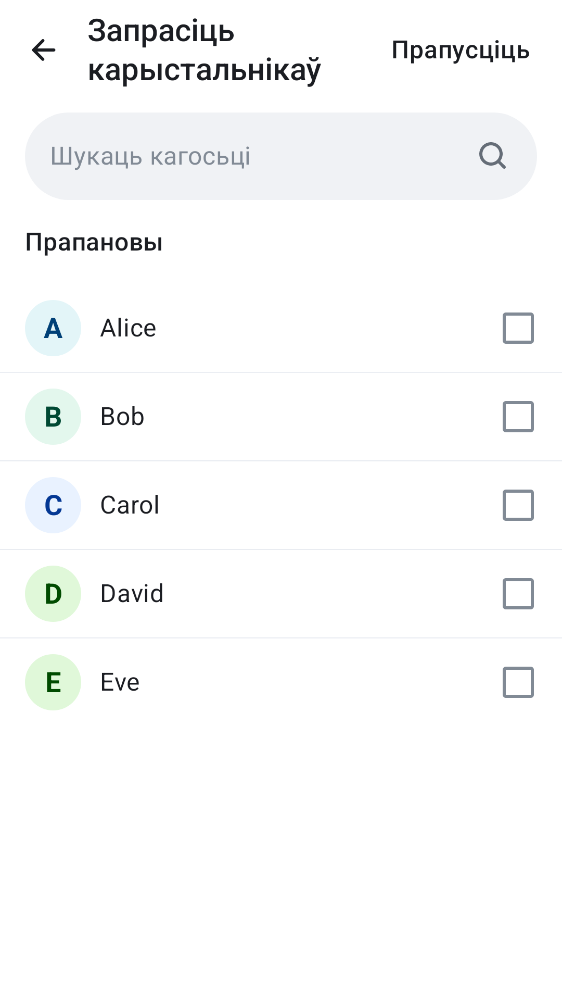 Запрасіць
карыстальнікаў
Прапусціць
Шукаць кагосьці
Прапановы
A Alice
B Bob
C Carol
D David
E Eve